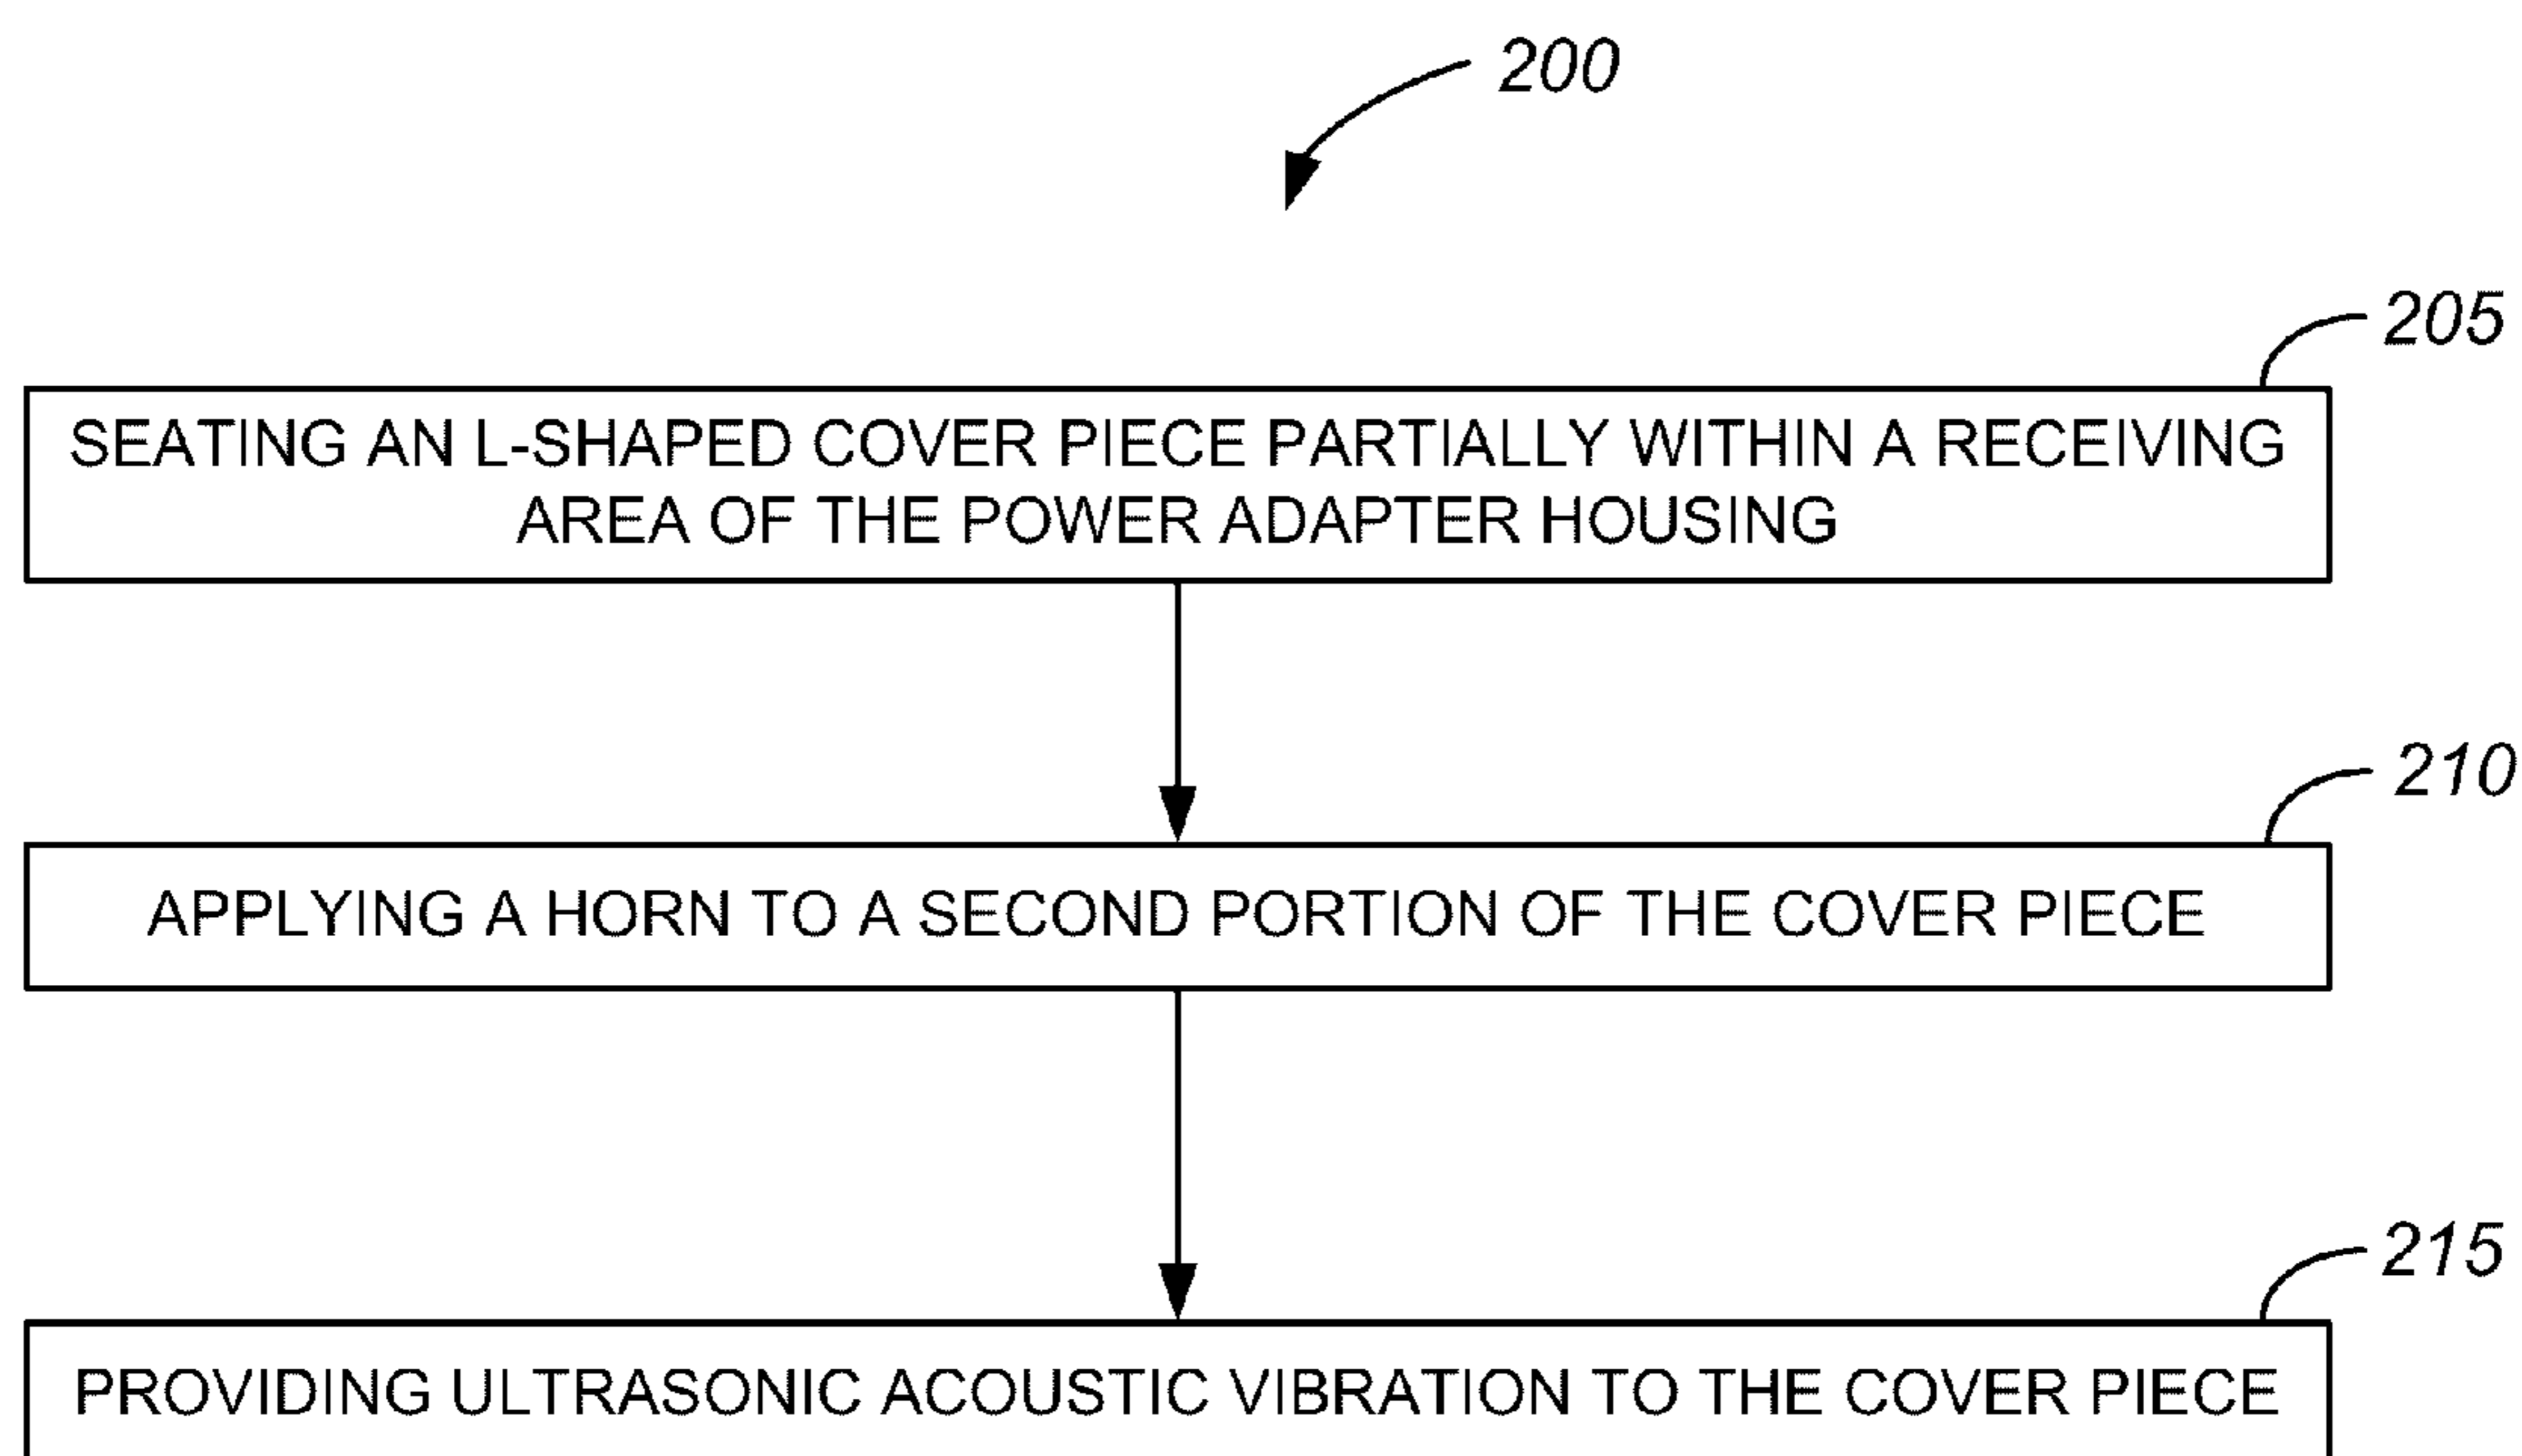 200
205
SEATING AN L-SHAPED COVER PIECE PARTIALLY WITHIN A RECEIVING
AREA OF THE POWER ADAPTER HOUSING
210
APPLYING A HORN TO A SECOND PORTION OF THE COVER PIECE
215
PROVIDING ULTRASONIC ACOUSTIC VIBRATION TO THE COVER PIECE